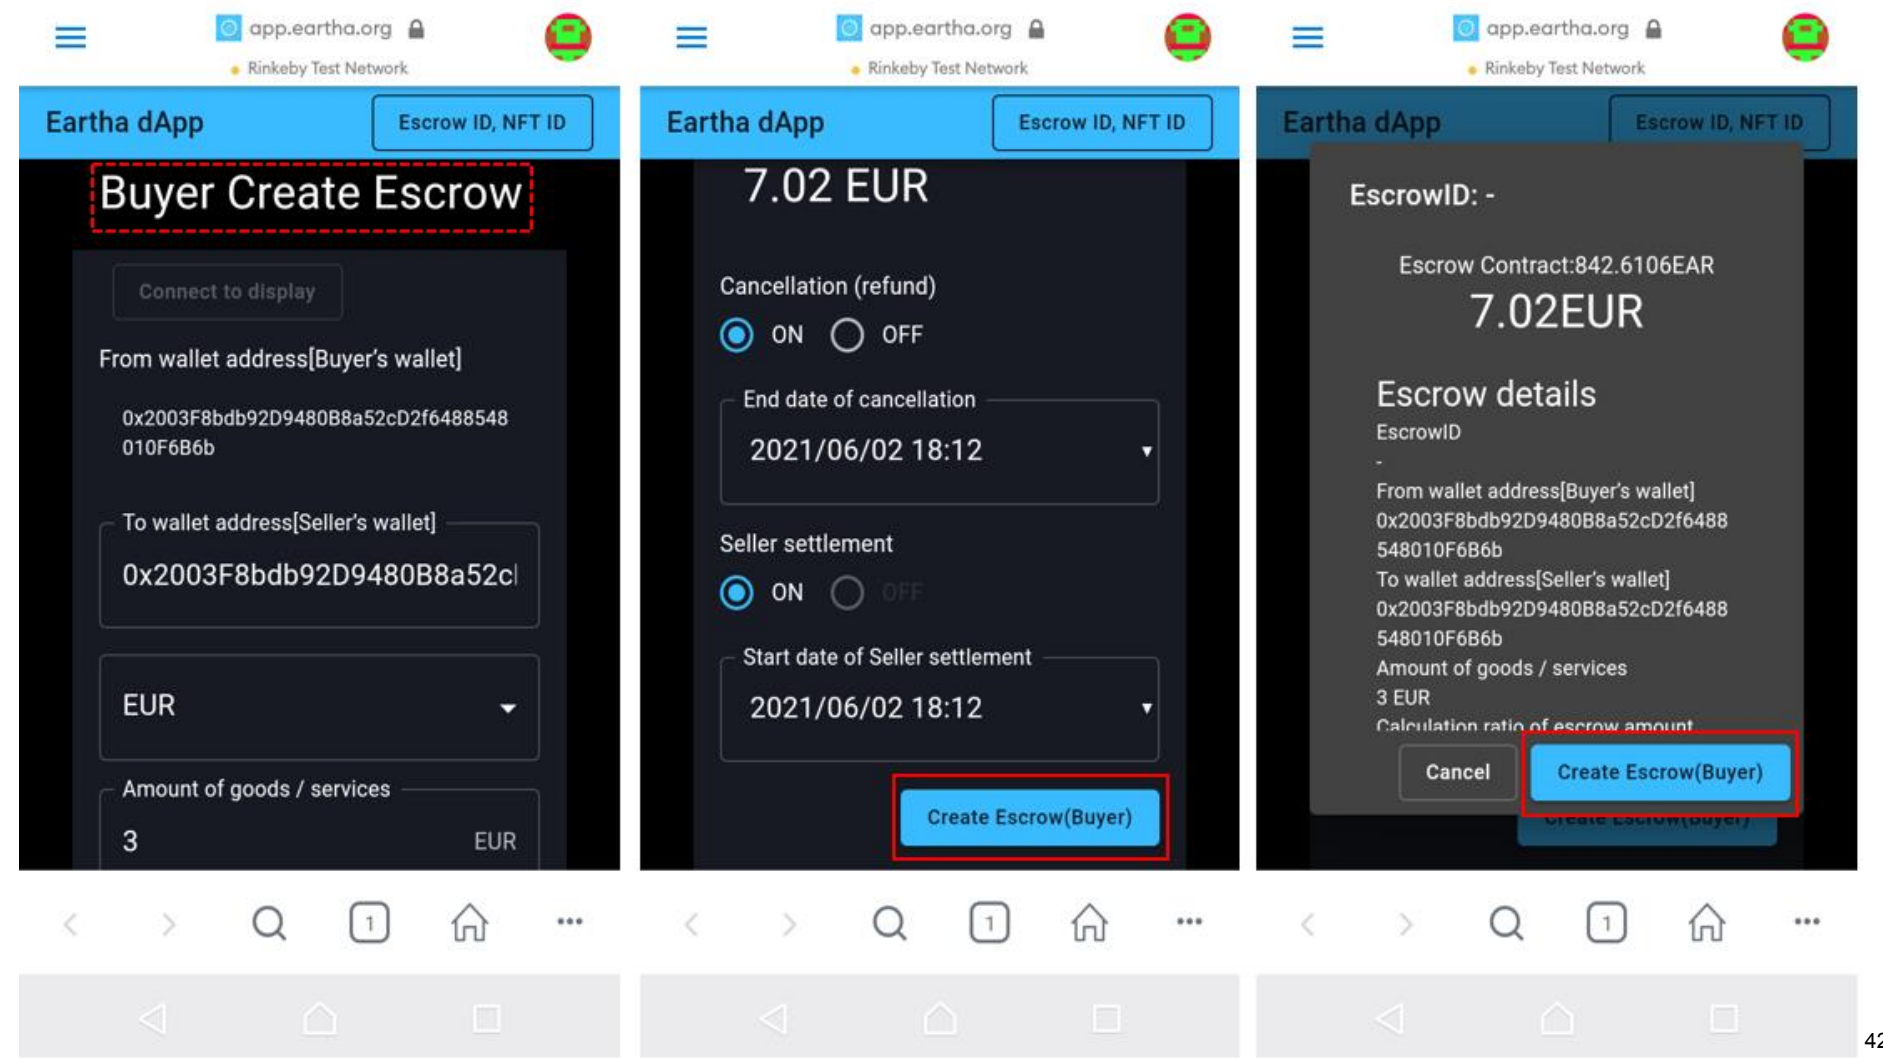 app.eartha.org
Rinkeby Test Network
Eartha dApp
Escrow ID, NFT ID
Buyer Create Escrow
Connect to display
From wallet address[Buyer's wallet]
0x2003F8bdb92D9480B8a52cD2f6488548
010F6B6b
To wallet address[Seller's wallet]
0x2003F8bdb92D9480B8a52c
EUR
Amount of goods / services
3 EUR
1
app.eartha.org
Rinkeby Test Network
Eartha dApp
Escrow ID, NFT ID
7.02 EUR
Cancellation (refund)
ON OFF
End date of cancellation
2021/06/02 18:12
Seller settlement
ON OFF
Start date of Seller settlement
2021/06/02 18:12
Create Escrow(Buyer)
1
app.eartha.org
Rinkeby Test Network
Eartha dApp
Escrow ID, NFT ID
EscrowID: -
Escrow Contract:842.6106EAR
7.02EUR
Escrow details
EscrowID
-
From wallet address[Buyer's wallet]
0x2003F8bdb92D9480B8a52cD2f6488
548010F6B6b
To wallet address[Seller's wallet]
0x2003F8bdb92D9480B8a52cD2f6488
548010F6B6b
Amount of goods / services
3 EUR
Calculation ratio of escrow amount
Cancel
Create Escrow(Buyer)
Create Escrow(Buyer)
1
42